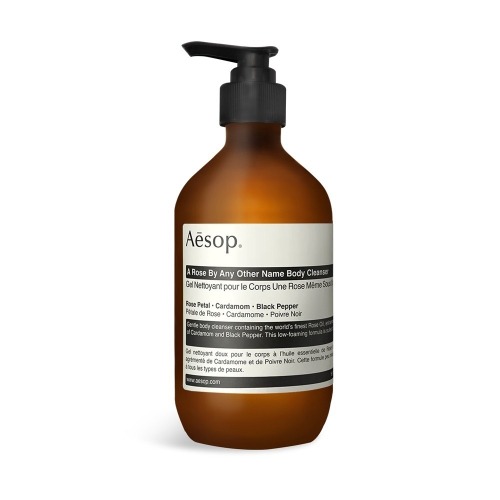 Aēsop.
A Rose By Any Other Name Body Cleanser
Gel Nettoyant pour le Corps Une Rose Même Sous
Rose Petal • Cardamom • Black Pepper
Pétale de Rose • Cardamome • Poivre Noir
Gentle body cleanser containing the world's finest Rose Oil,
of Cardamom and Black Pepper. This low-foaming formula is
Gel nettoyant doux pour le corps à l'huile essentielle de
agrémenté de Cardamome et de Poivre Noir. Cette formule peu
à tous les types de peaux.
www.aesop.com